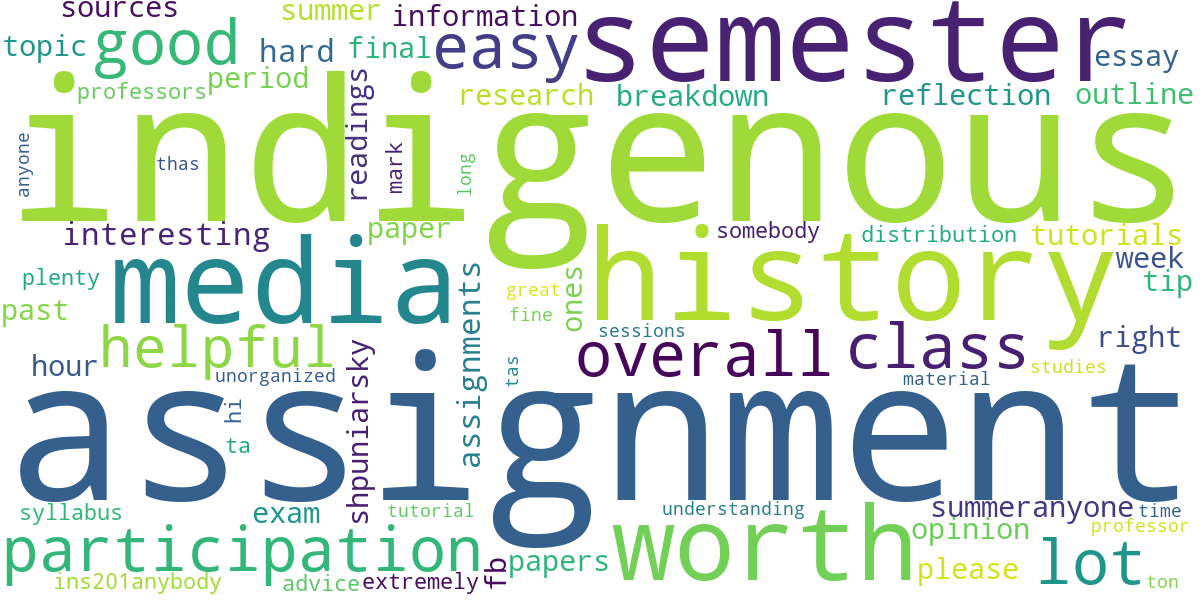 sources
summer
information
semester
topic
good
hard
final
easy
essay
professors
period
readings
research
breakdown
reflection
outline
indigenous
anyone
thas
mark
long
interesting
paper
history
somebody
distribution
tutorials
week
plenty
media
assignments
great
ones
tip
past
fine
helpful
sessions
overall
class
right
hour
unorganized
shpuniarsky
tas
material
studies
assignment
hi
ta
syllabus
exam
tutorial
understanding
summeranyone
time
participation
worth
opinion
professor
papers
lot
please
ins201anybody
advice
extremely
fb
ton